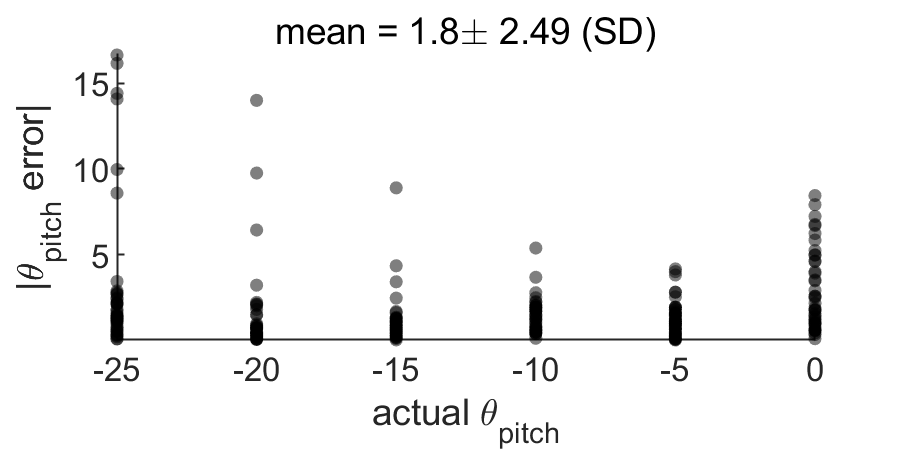 mean = 1.8± 2.49 (SD)
|θpitch error|
15
10
5
-25 -20 -15 -10 -5 0
actual θpitch